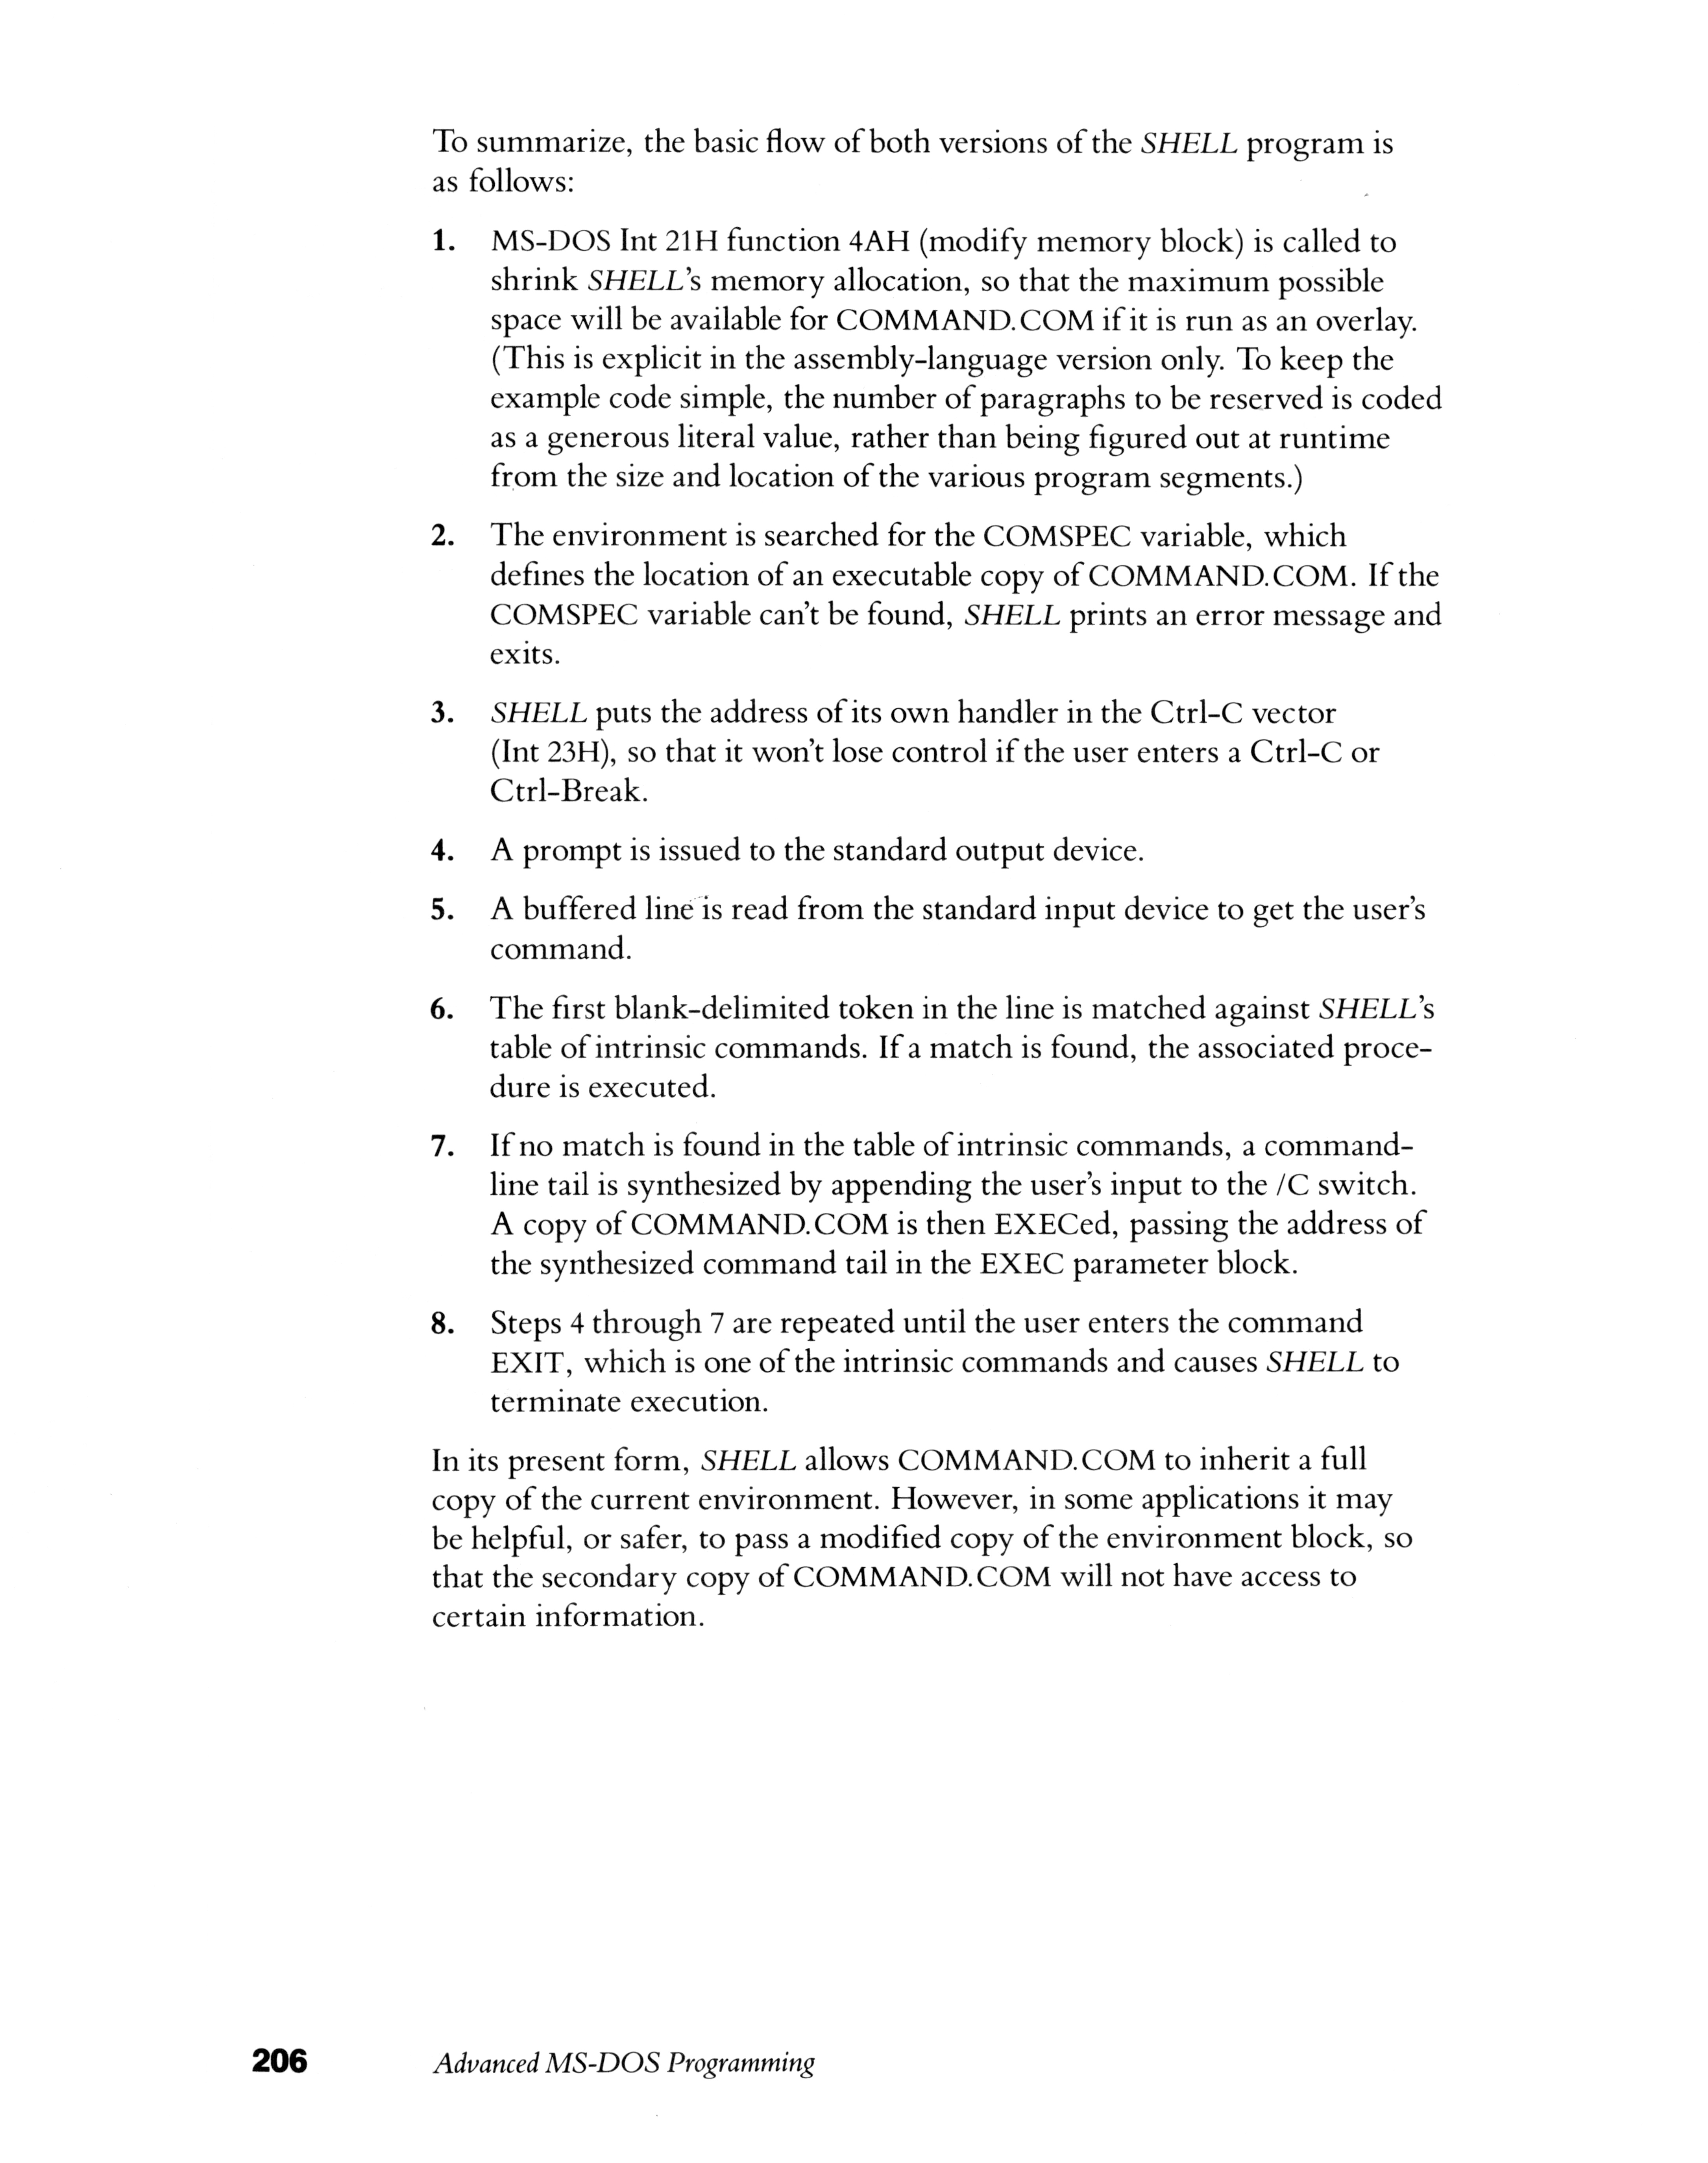 To summarize, the basic flow of both versions of the SHELL program is
as follows:
1. MS-DOS Int 21H function 4AH (modify memory block) is called to
shrink SHELL's memory allocation, so that the maximum possible
space will be available for COMMAND.COM if it is run as an overlay.
(This is explicit in the assembly-language version only. To keep the
example code simple, the number of paragraphs to be reserved is coded
as a generous literal value, rather than being figured out at runtime
from the size and location of the various program segments.)
2. The environment is searched for the COMSPEC variable, which
defines the location of an executable copy of COMMAND.COM. If the
COMSPEC variable can't be found, SHELL prints an error message and
exits.
3. SHELL puts the address of its own handler in the Ctrl-C vector
(Int 23H), so that it won't lose control if the user enters a Ctrl-C or
Ctrl-Break.
4. A prompt is issued to the standard output device.
5. A buffered line is read from the standard input device to get the user's
command.
6. The first blank-delimited token in the line is matched against SHELL's
table of intrinsic commands. If a match is found, the associated proce-
dure is executed.
7. If no match is found in the table of intrinsic commands, a command-
line tail is synthesized by appending the user's input to the /C switch.
A copy of COMMAND.COM is then EXECed, passing the address of
the synthesized command tail in the EXEC parameter block.
8. Steps 4 through 7 are repeated until the user enters the command
EXIT, which is one of the intrinsic commands and causes SHELL to
terminate execution.
In its present form, SHELL allows COMMAND.COM to inherit a full
copy of the current environment. However, in some applications it may
be helpful, or safer, to pass a modified copy of the environment block, so
that the secondary copy of COMMAND.COM will not have access to
certain information.
206 Advanced MS-DOS Programming